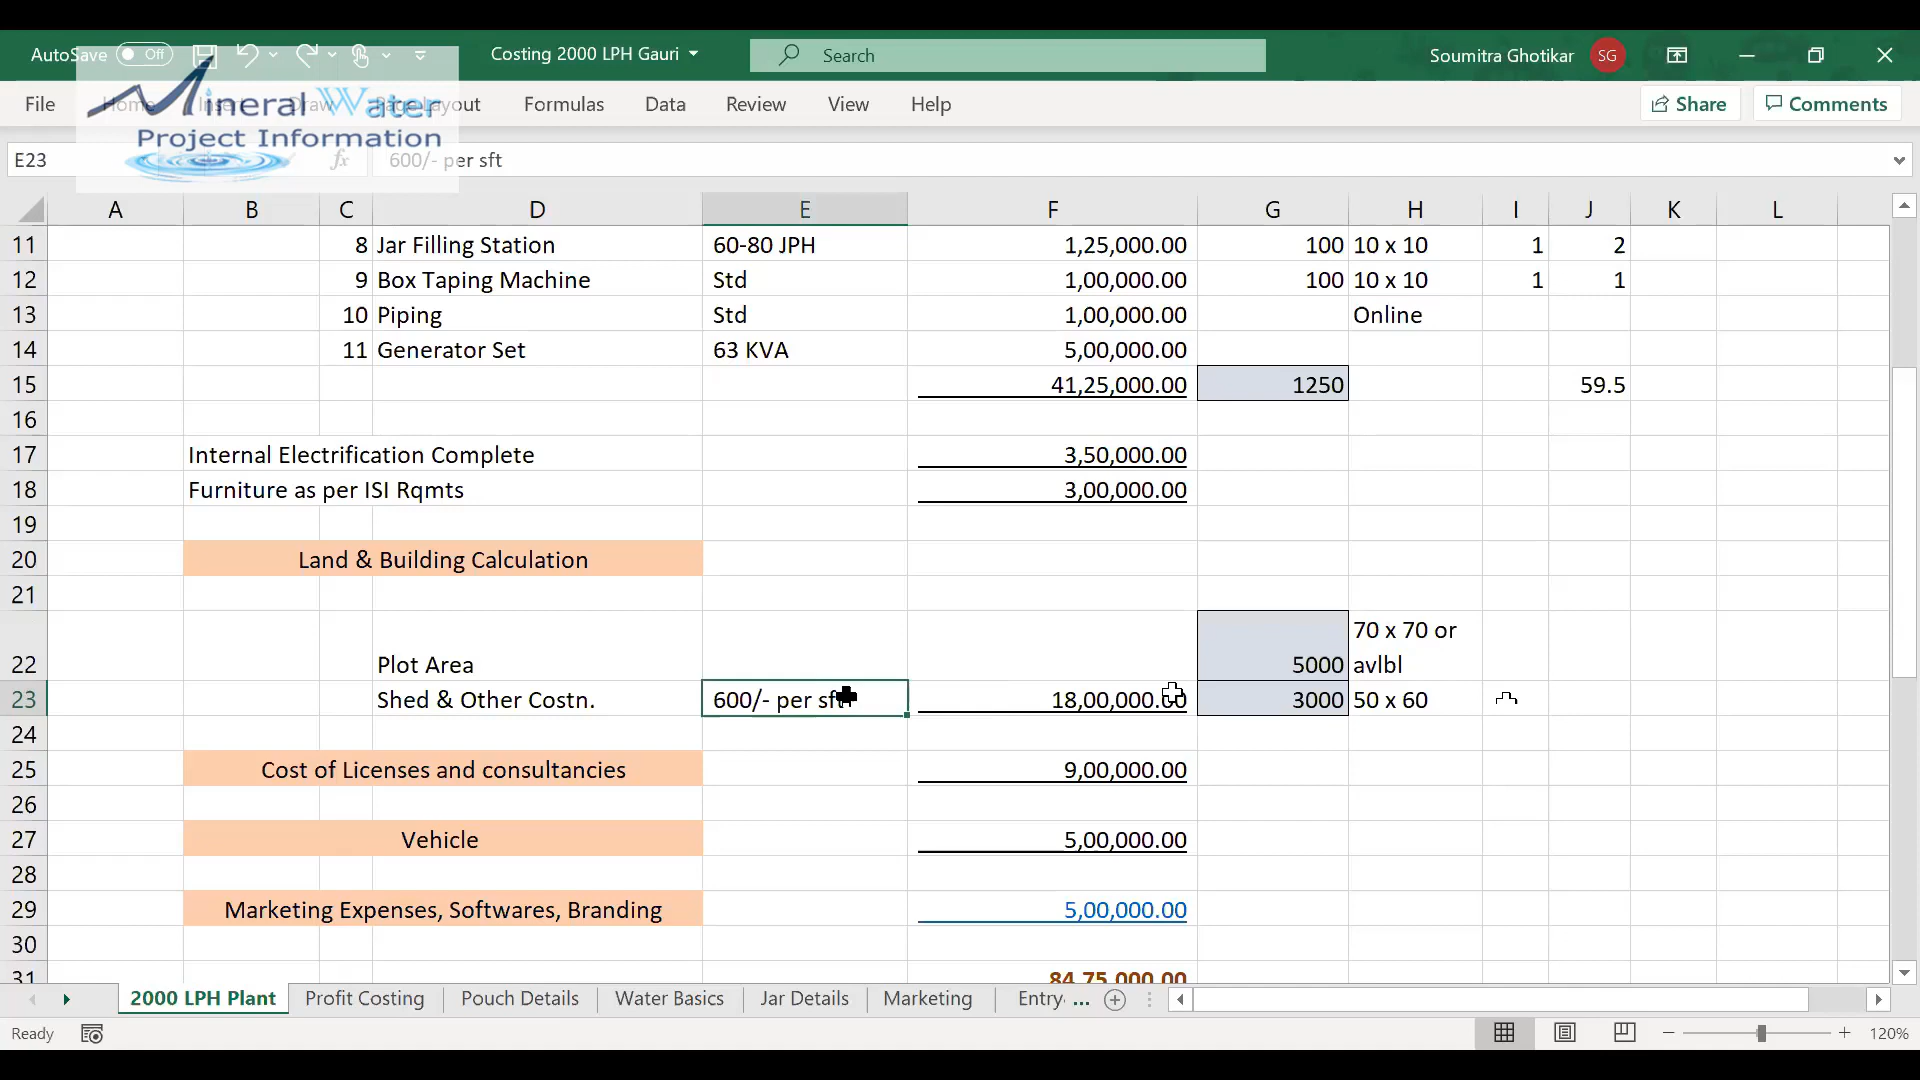 AutoSave Off Costing 2000 LPH Gauri Search Soumitra Ghotikar SG
File Home Insert Draw Page Layout Formulas Data Review View Help Share Comments
Mineral Water
Project Information
E23 fx 600/- per sft
A B C D E F G H I J K L
11 8 Jar Filling Station 60-80 JPH 1,25,000.00 100 10 x 10 1 2
12 9 Box Taping Machine Std 1,00,000.00 100 10 x 10 1 1
13 10 Piping Std 1,00,000.00 Online
14 11 Generator Set 63 KVA 5,00,000.00
15 41,25,000.00 1250 59.5
16
17 Internal Electrification Complete 3,50,000.00
18 Furniture as per ISI Rqmts 3,00,000.00
19
20 Land & Building Calculation
21
70 x 70 or
22 Plot Area 5000 avlbl
23 Shed & Other Costn. 600/- per sft 18,00,000.00 3000 50 x 60
24
25 Cost of Licenses and consultancies 9,00,000.00
26
27 Vehicle 5,00,000.00
28
29 Marketing Expenses, Softwares, Branding 5,00,000.00
30
31 84,75,000.00
2000 LPH Plant Profit Costing Pouch Details Water Basics Jar Details Marketing Entry ...
Ready 120%